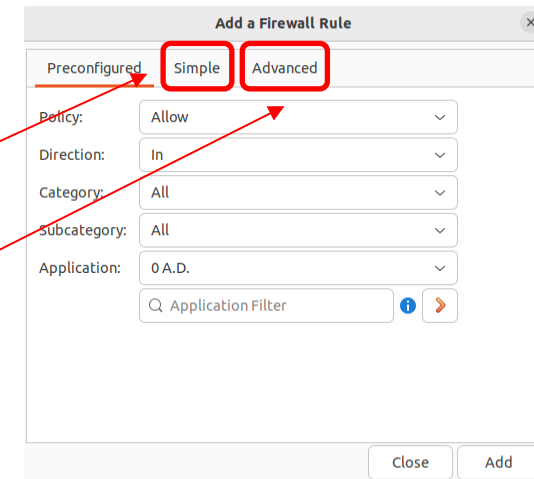 Add a Firewall Rule
Preconfigured Simple Advanced
Policy: Allow
Direction: In
Category: All
Subcategory: All
Application: 0 A.D.
Application Filter
Close Add